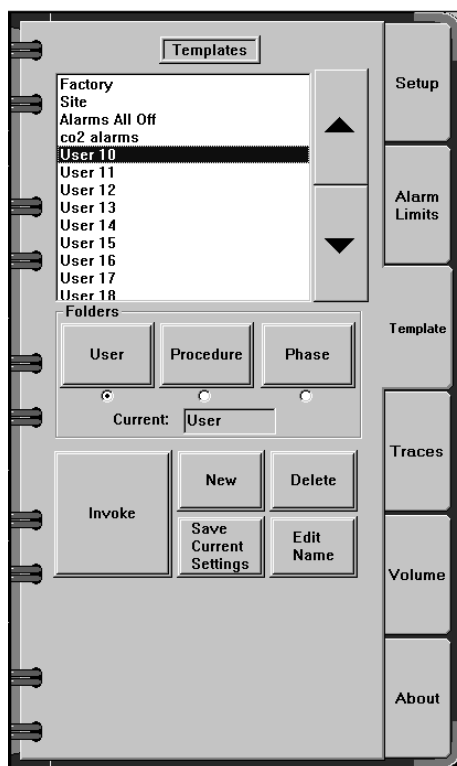 Templates
Factory
Site
Alarms All Off
co2 alarms
User 10
User 11
User 12
User 13
User 14
User 15
User 16
User 17
User 18
Folders
User
Procedure
Phase
Current:
User
Invoke
New
Delete
Save
Current
Settings
Edit
Name
Setup
Alarm
Limits
Template
Traces
Volume
About